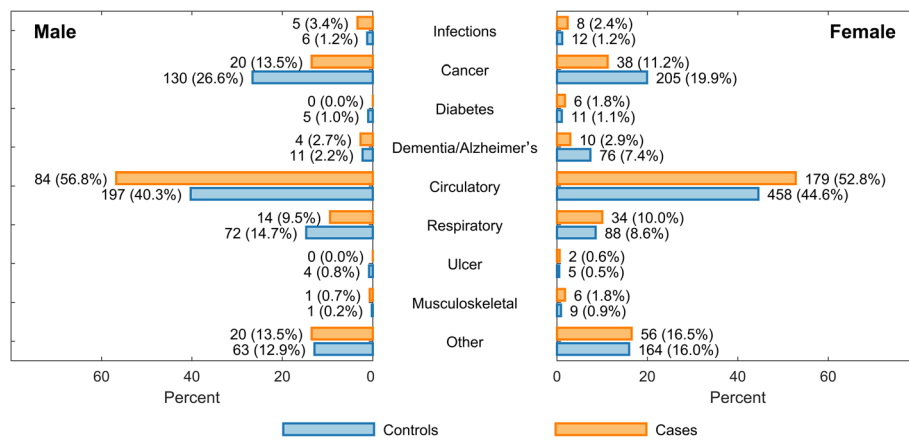 Male
Female
5 (3.4%)
6 (1.2%)
Infections
8 (2.4%)
12 (1.2%)
20 (13.5%)
130 (26.6%)
Cancer
38 (11.2%)
205 (19.9%)
0 (0.0%)
5 (1.0%)
Diabetes
6 (1.8%)
11 (1.1%)
4 (2.7%)
11 (2.2%)
Dementia/Alzheimer's
10 (2.9%)
76 (7.4%)
84 (56.8%)
197 (40.3%)
Circulatory
179 (52.8%)
458 (44.6%)
14 (9.5%)
72 (14.7%)
Respiratory
34 (10.0%)
88 (8.6%)
0 (0.0%)
4 (0.8%)
Ulcer
2 (0.6%)
5 (0.5%)
1 (0.7%)
1 (0.2%)
Musculoskeletal
6 (1.8%)
9 (0.9%)
20 (13.5%)
63 (12.9%)
Other
56 (16.5%)
164 (16.0%)
60 40 20 0
0 20 40 60
Percent
Percent
Controls
Cases